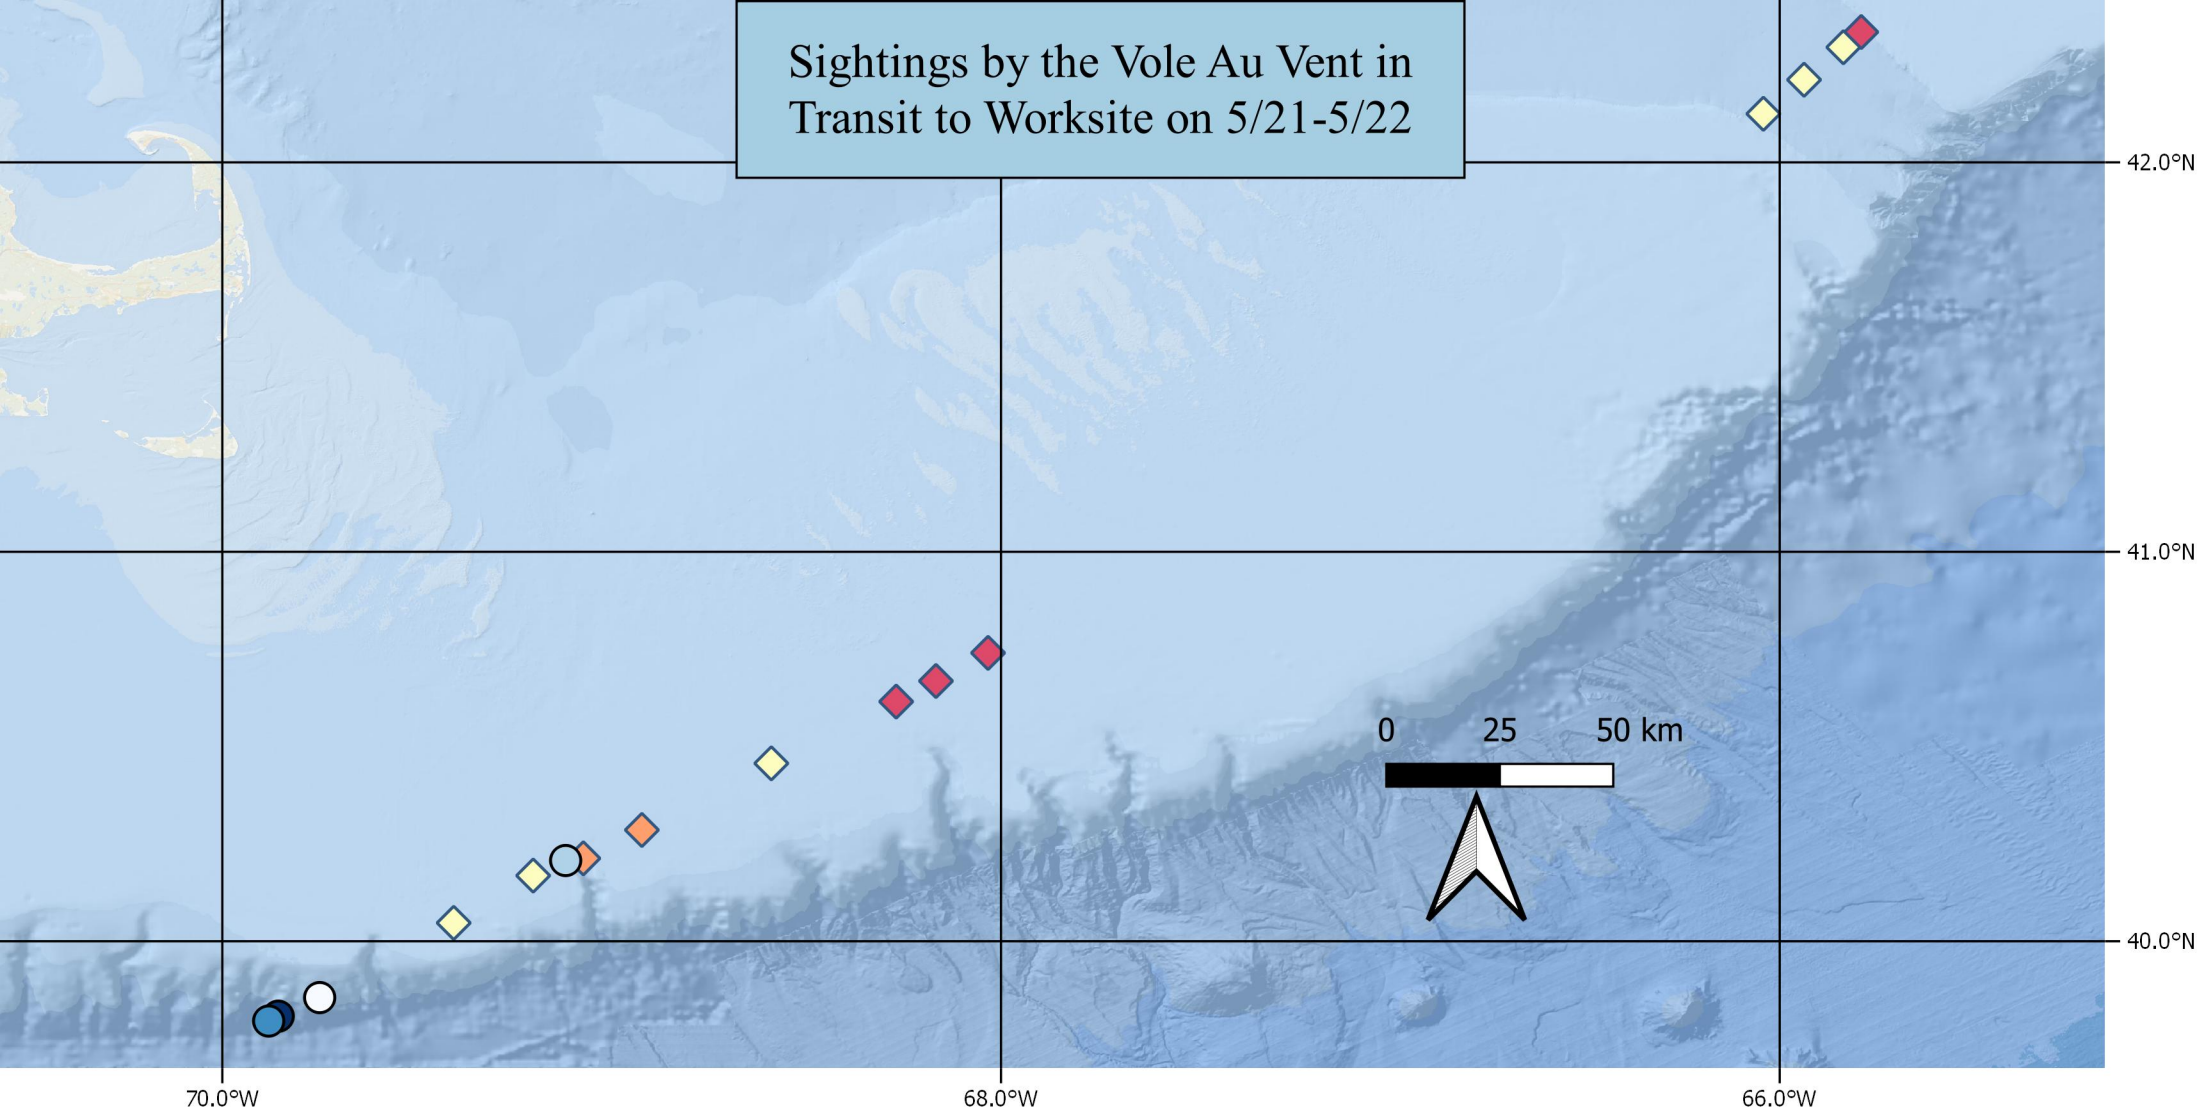 Sightings by the Vole Au Vent in
Transit to Worksite on 5/21-5/22
42.0°N
41.0°N
0 25 50 km
40.0°N
70.0°W 68.0°W 66.0°W